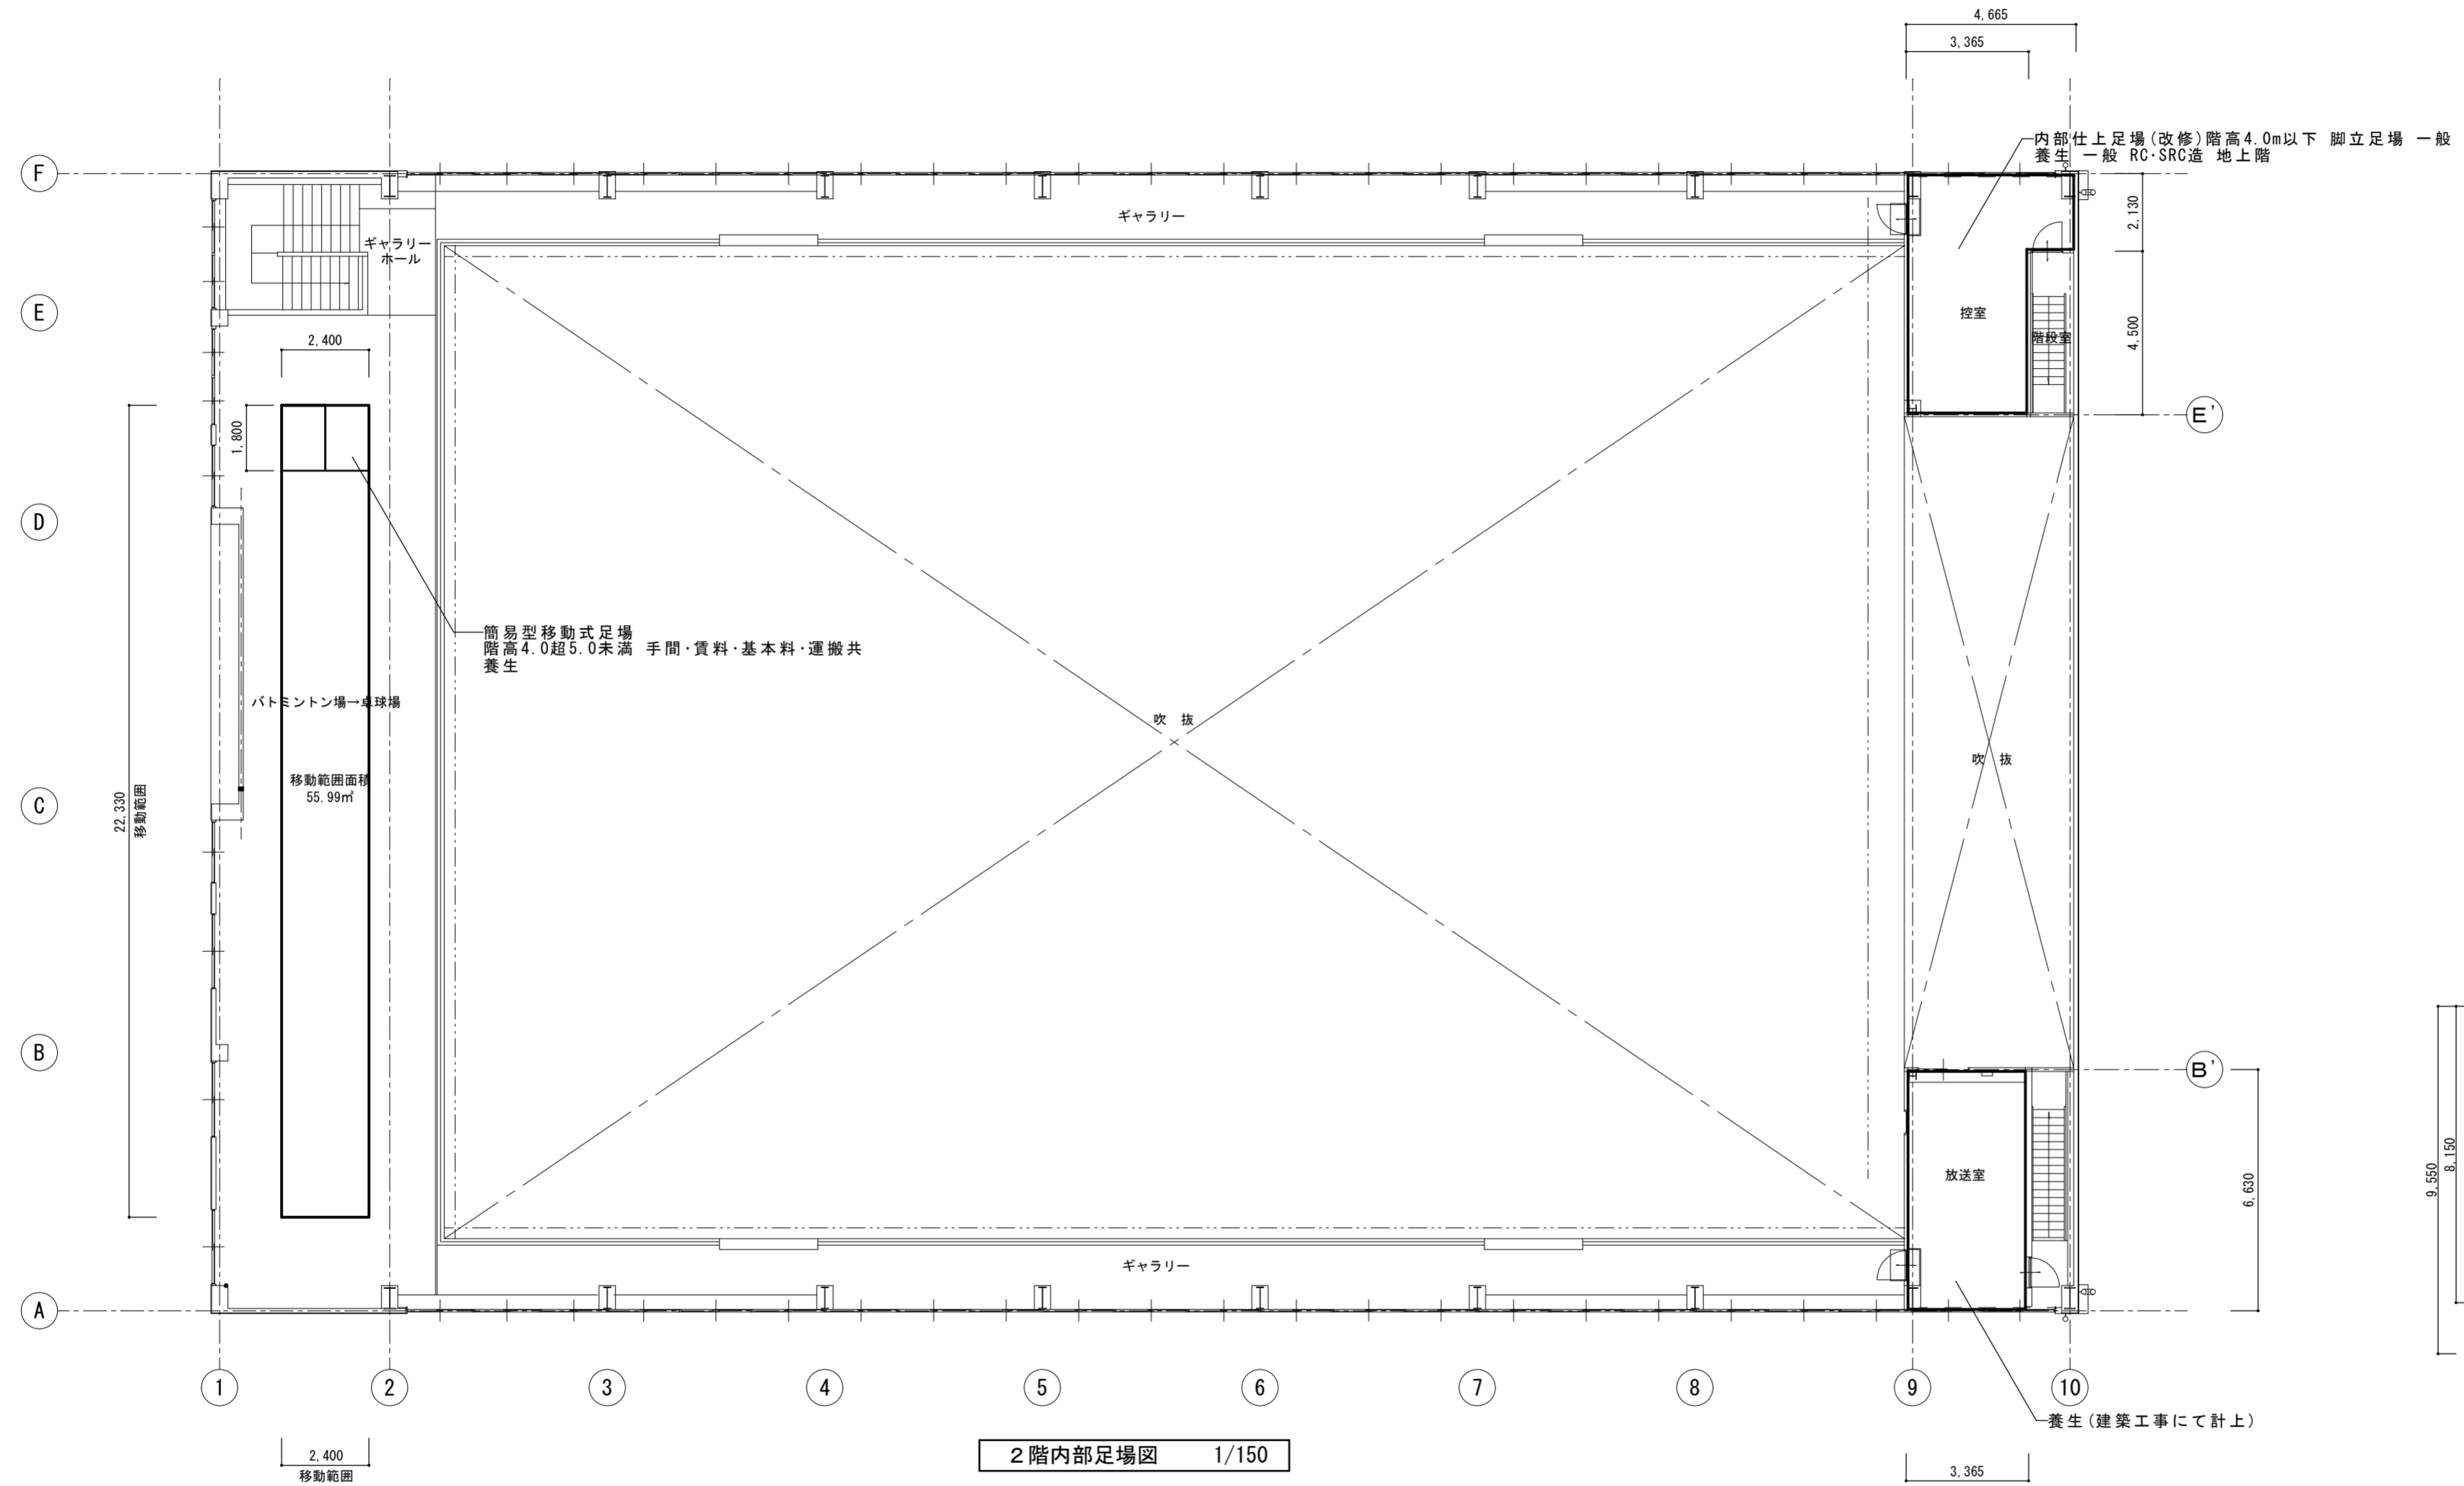 4,665
3,365
内部仕上足場(改修)階高4.0m以下 脚立足場 一般
養生 一般 RC･SRC造 地上階
F
ギャラリー
2,130
ギャラリー
ホール
E
控室
階段室
4,500
2,400
E'
1,800
D
簡易型移動式足場
階高4.0超5.0未満 手間･賃料･基本料･運搬共
養生
バトミントン場→卓球場
吹 抜
吹 抜
移動範囲面積
55.99㎡
C
22,330
移動範囲
B
B'
放送室
6,630
9,550
8,150
ギャラリー
A
1
2
3
4
5
6
7
8
9
10
養生(建築工事にて計上)
2,400
移動範囲
２階内部足場図 1/150
3,365